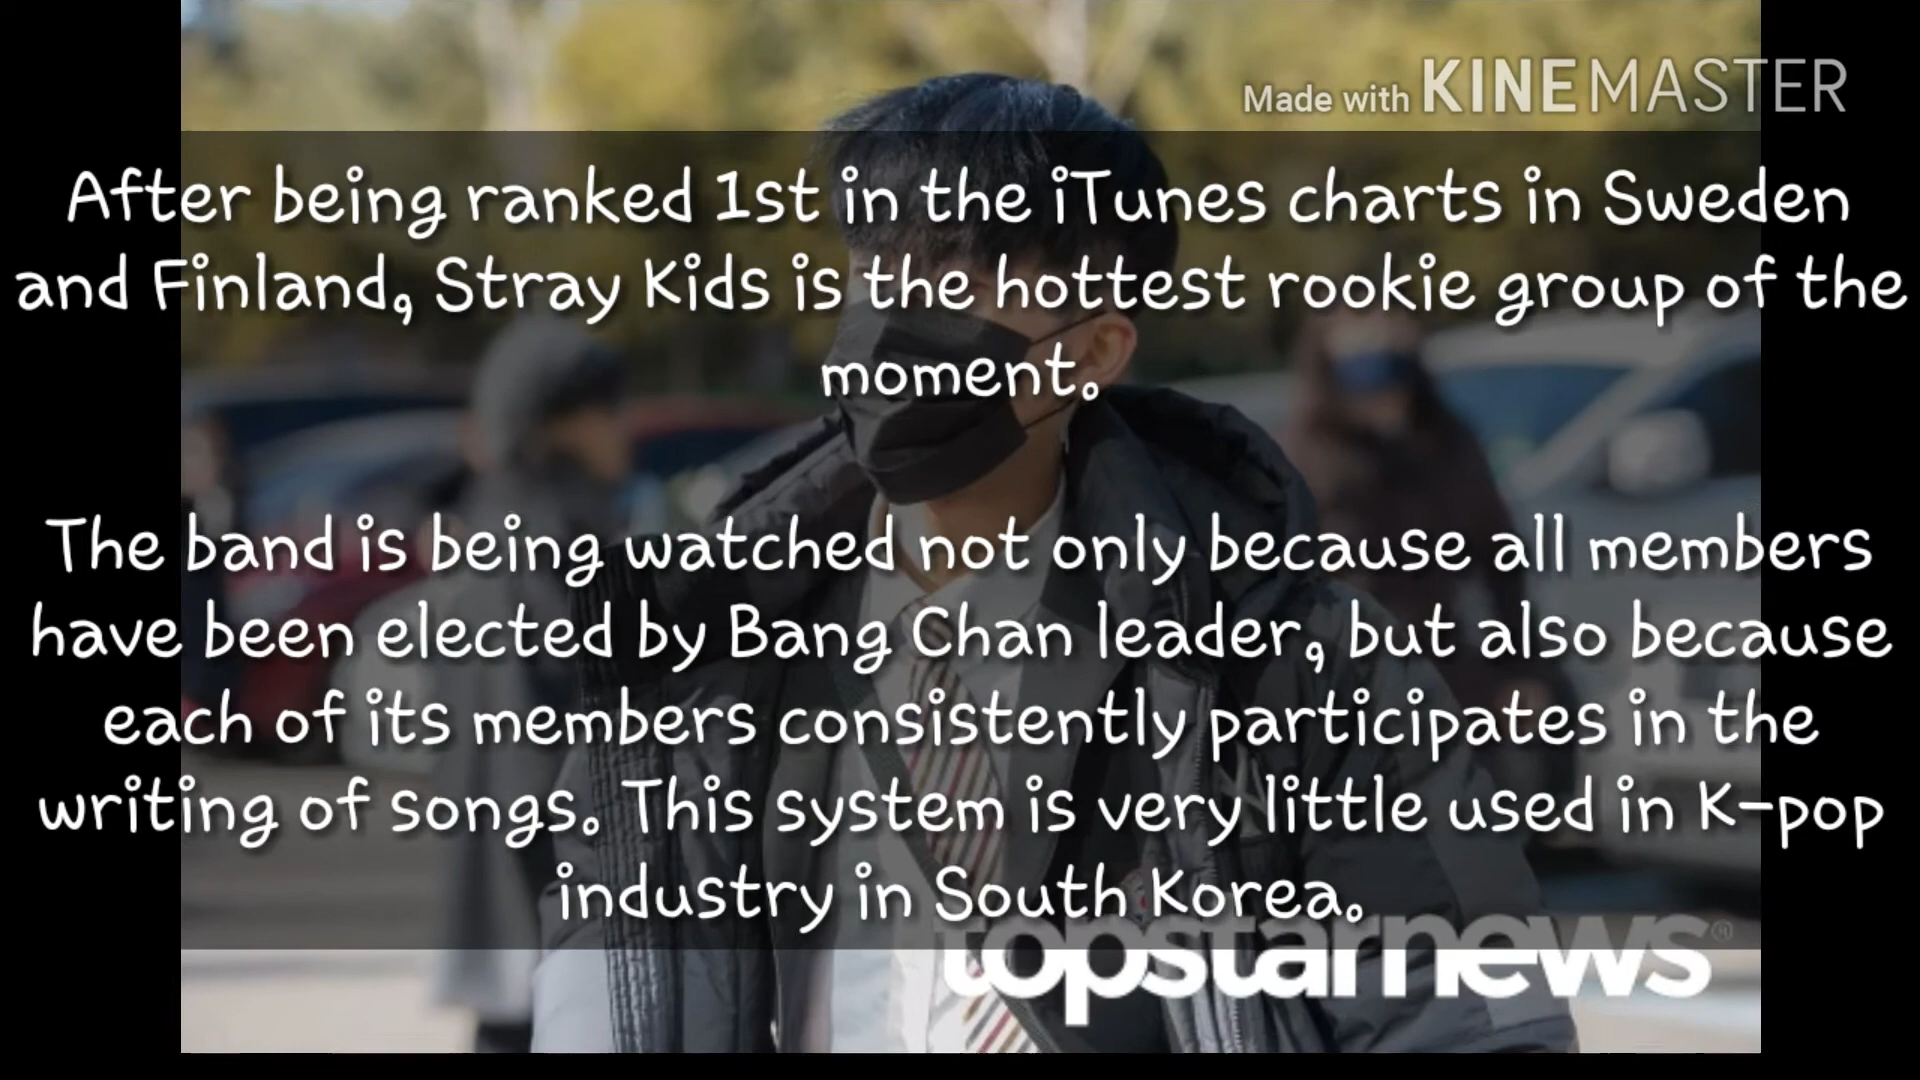 Made with KINEMASTER
After being ranked 1st in the iTunes charts in Sweden
and Finland, Stray Kids is the hottest rookie group of the
moment.
The band is being watched not only because all members
have been elected by Bang Chan leader, but also because
each of its members consistently participates in the
writing of songs. This system is very little used in K-pop
industry in South Korea.
topstarnews®